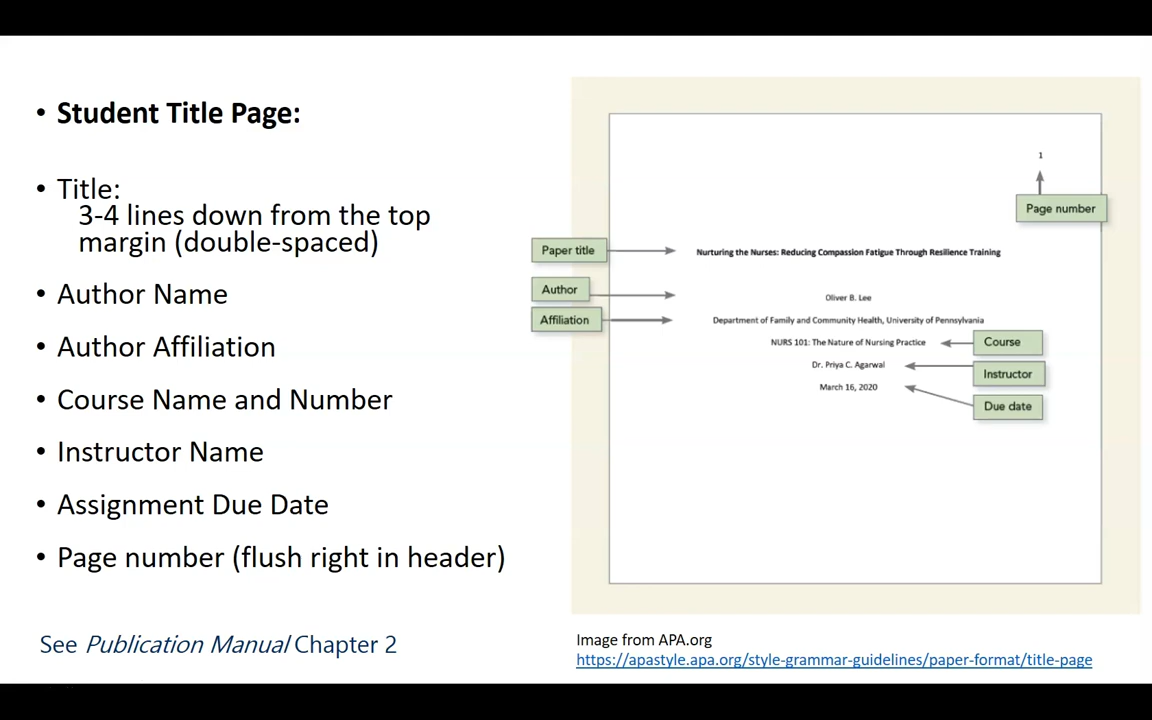 • Student Title Page:
• Title:
3-4 lines down from the top
margin (double-spaced)
• Author Name
• Author Affiliation
• Course Name and Number
• Instructor Name
• Assignment Due Date
• Page number (flush right in header)
See Publication Manual Chapter 2
1
Page number
Paper title
Nurturing the Nurses: Reducing Compassion Fatigue Through Resilience Training
Author
Oliver B. Lee
Affiliation
Department of Family and Community Health, University of Pennsylvania
NURS 101: The Nature of Nursing Practice
Course
Dr. Priya C. Agarwal
Instructor
March 16, 2020
Due date
Image from APA.org
https://apastyle.apa.org/style-grammar-guidelines/paper-format/title-page